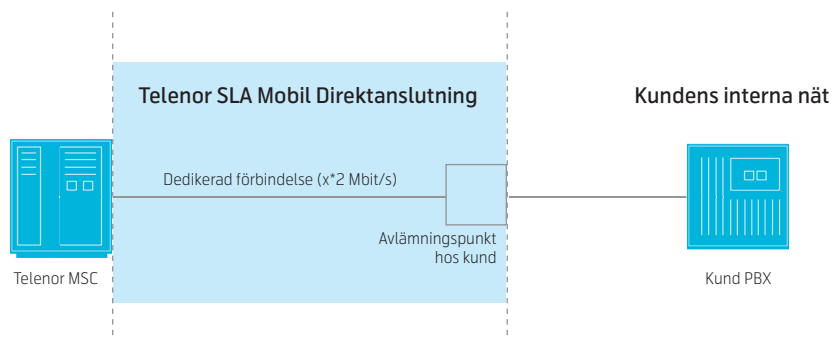 Telenor SLA Mobil Direktanslutning
Kundens interna nät
Dedikerad förbindelse (x*2 Mbit/s)
Avlämningspunkt
hos kund
Telenor MSC
Kund PBX